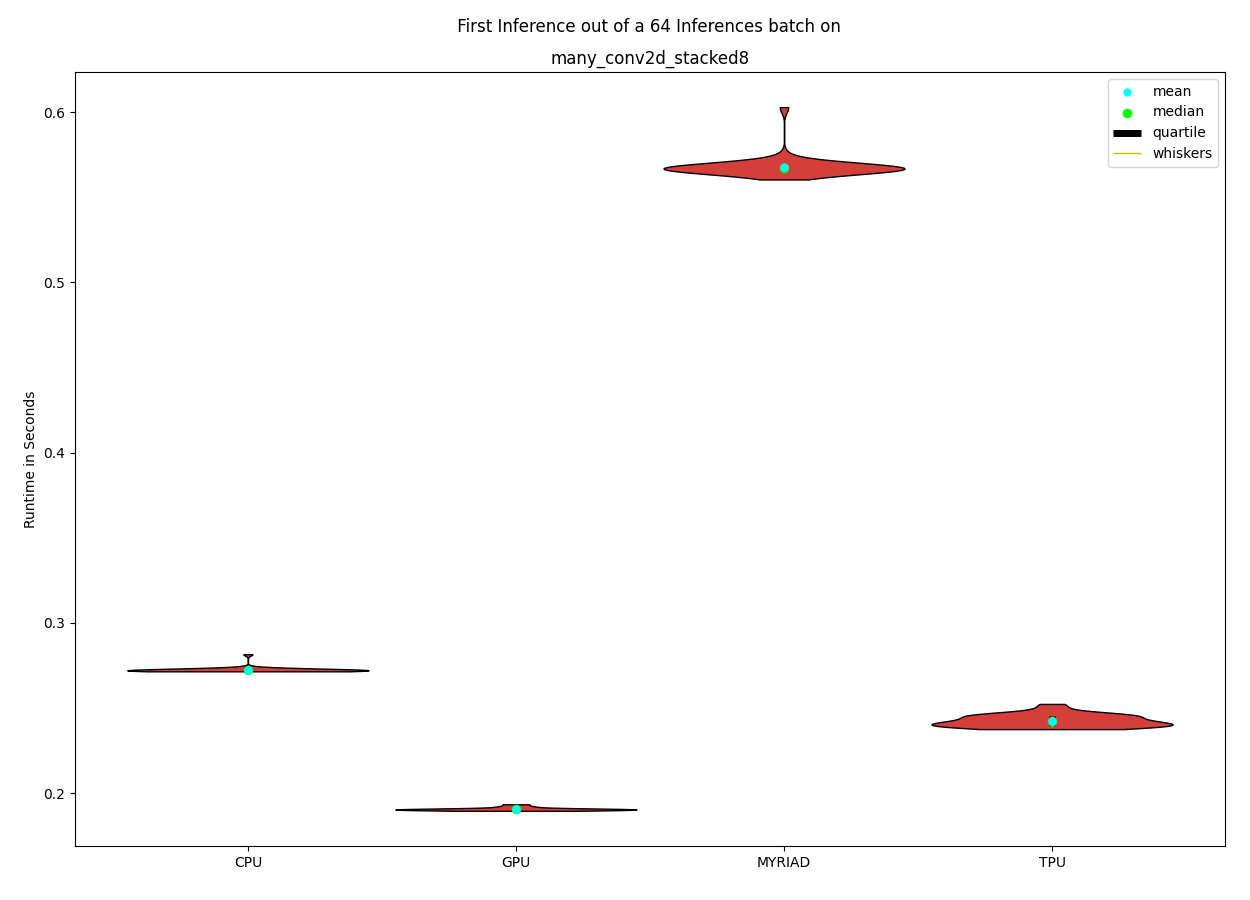 First Inference out of a 64 Inferences batch on
many_conv2d_stacked8
mean
median
quartile
whiskers
Runtime in Seconds
0.6
0.5
0.4
0.3
0.2
CPU GPU MYRIAD TPU